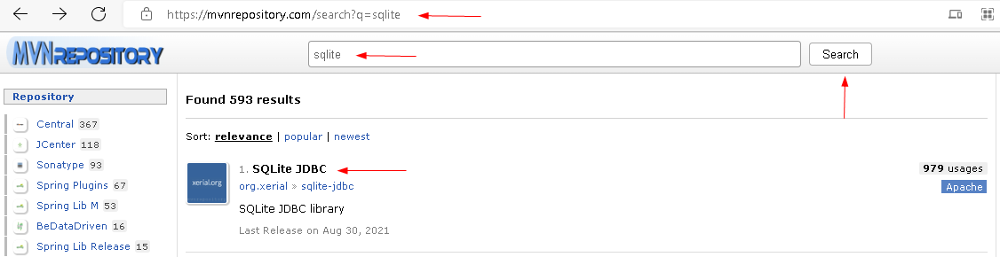 https://mvnrepository.com/search?q=sqlite
MVNREPOSITORY
sqlite
Search
Repository
Central 367
JCenter 118
Sonatype 93
Spring Plugins 67
Spring Lib M 53
BeDataDriven 16
Spring Lib Release 15
Found 593 results
Sort: relevance | popular | newest
xerial.org
1. SQLite JDBC
979 usages
org.xerial » sqlite-jdbc
Apache
SQLite JDBC library
Last Release on Aug 30, 2021